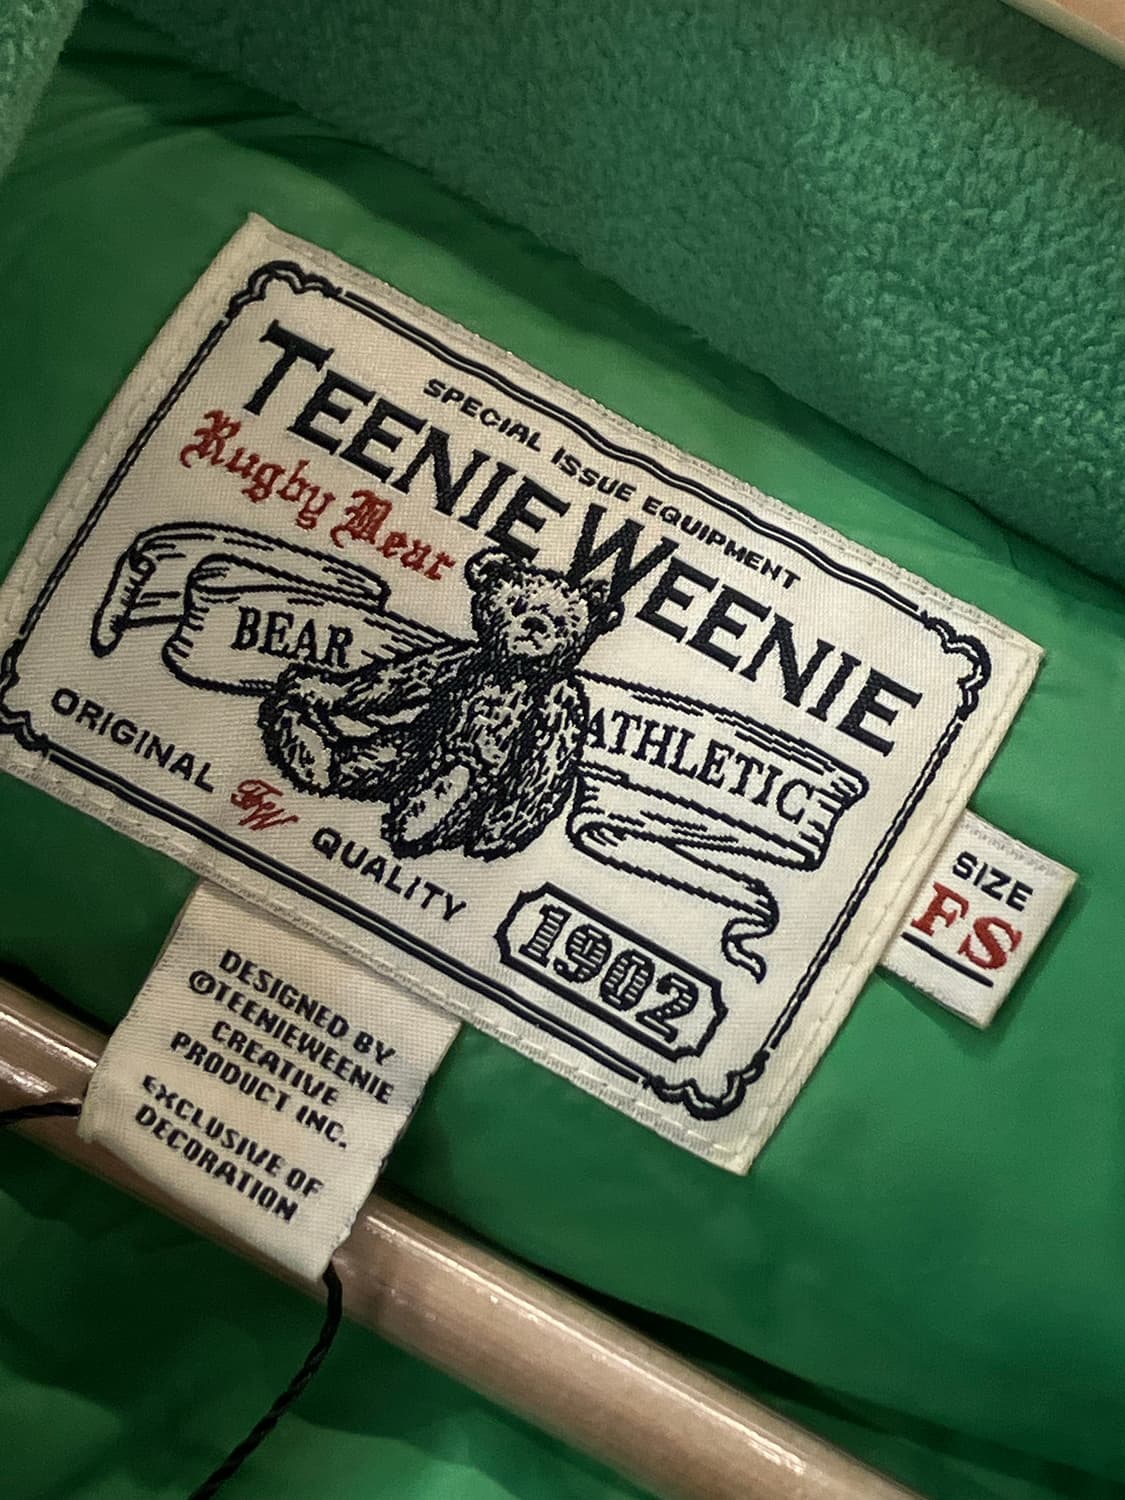 SPECIAL ISSUE EQUIPMENT
TEENIE WEENIE
Rugby Wear
BEAR
ATHLETIC
ORIGINAL TW QUALITY
1902
SIZE
FS
DESIGNED BY
©TEENIEWEENIE
CREATIVE
PRODUCT INC.
EXCLUSIVE OF
DECORATION